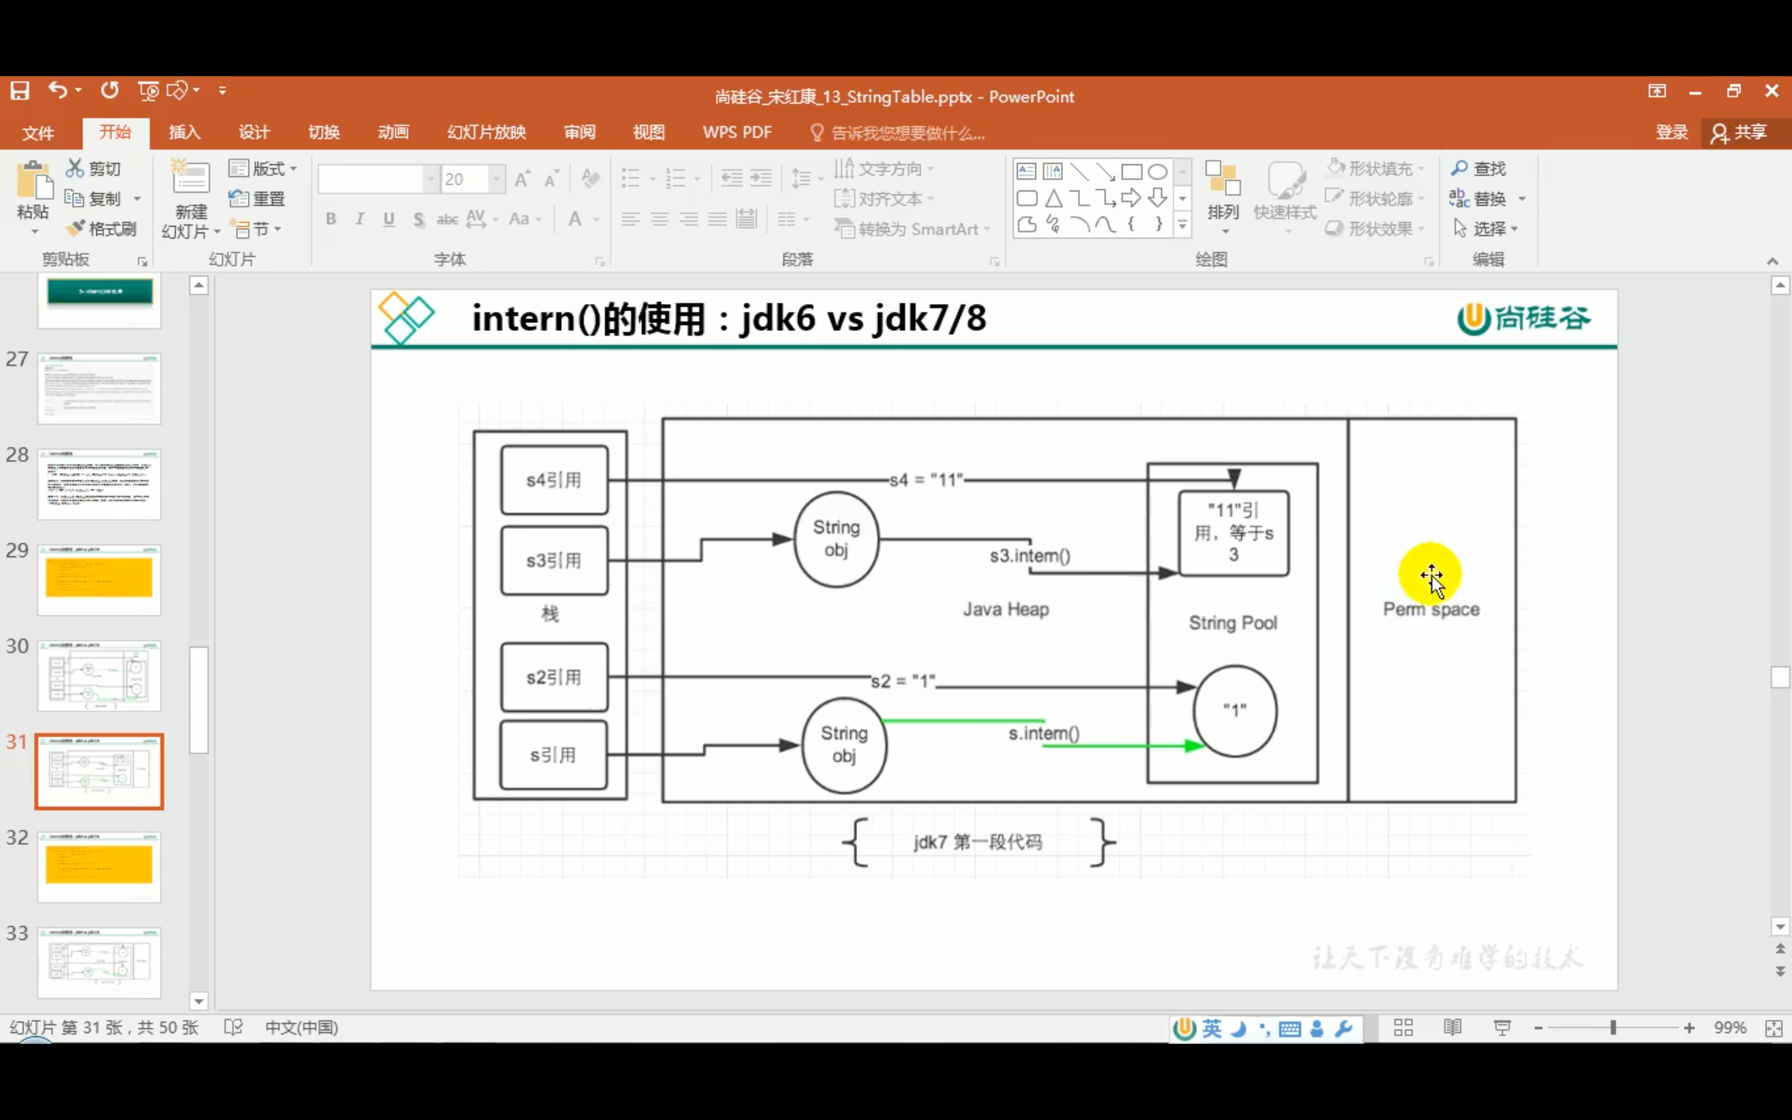 尚硅谷_宋红康_13_StringTable.pptx - PowerPoint
文件 开始 插入 设计 切换 动画 幻灯片放映 审阅 视图 WPS PDF 告诉我您想要做什么... 登录 共享
粘贴
剪切
复制
格式刷
剪贴板
新建
幻灯片
版式
重置
节
幻灯片
20
B I U S abc AV Aa A
字体
文字方向
对齐文本
转换为 SmartArt
段落
排列
快速样式
形状填充
形状轮廓
形状效果
绘图
查找
替换
选择
编辑
27
28
29
30
31
32
33
intern()的使用：jdk6 vs jdk7/8
尚硅谷
s4引用
s4 = "11"
"11"引
用，等于s
3
String
obj
s3引用
s3.intern()
栈
Java Heap
String Pool
Perm space
s2引用
s2 = "1"
"1"
String
obj
s.intern()
s引用
jdk7 第一段代码
让天下没有难学的技术
幻灯片 第 31 张，共 50 张 中文(中国) 英 99%